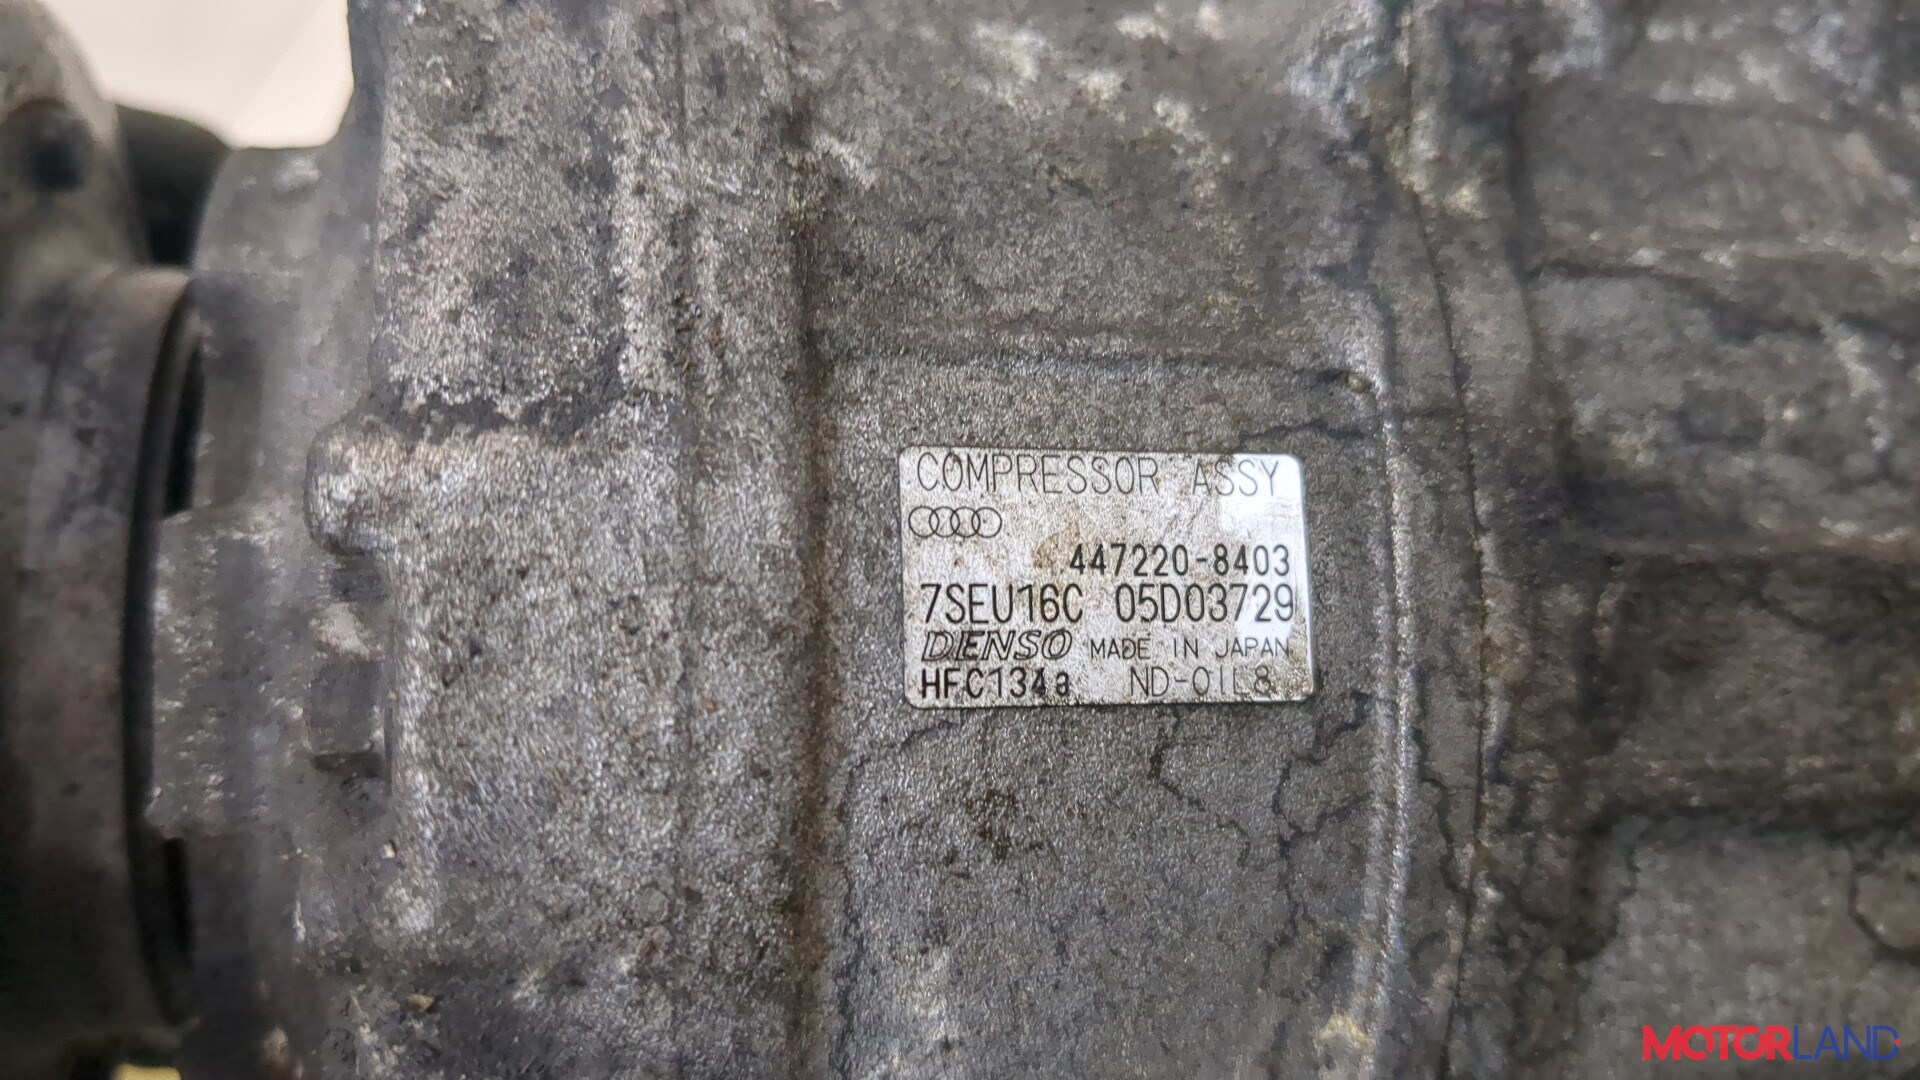 COMPRESSOR ASSY
447220-8403
7SEU16C 05D03729
DENSO MADE IN JAPAN
HFC134a ND-OIL8
MOTORLAND